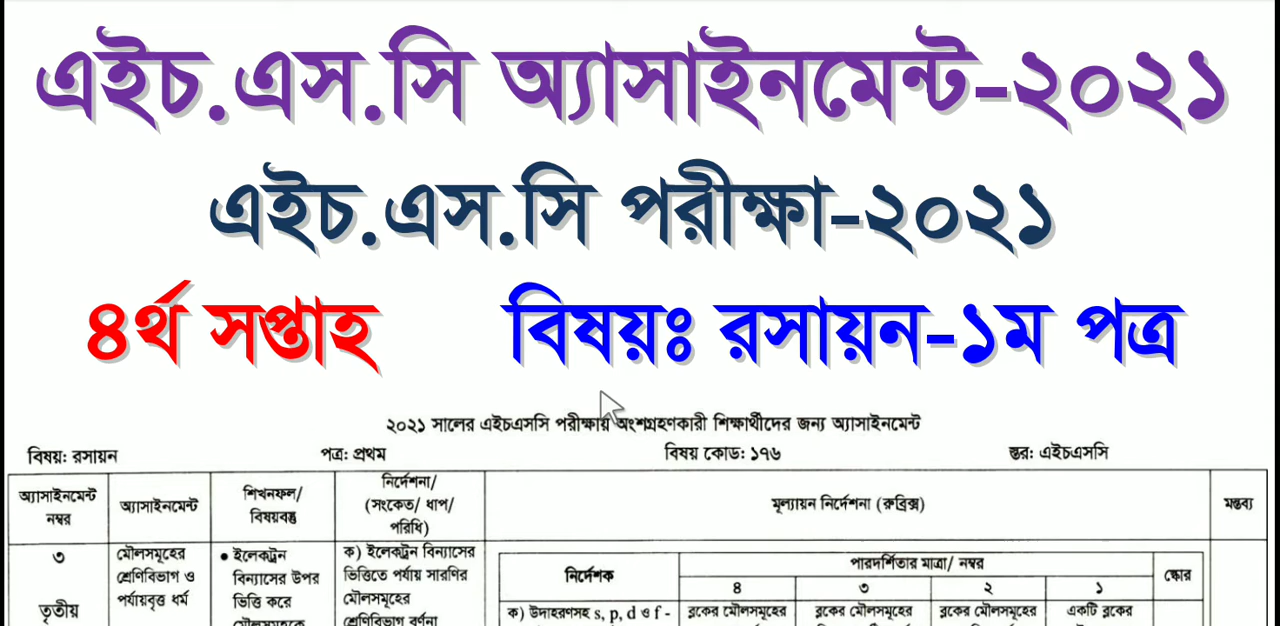 এইচ.এস.সি অ্যাসাইনমেন্ট-২০২১
এইচ.এস.সি পরীক্ষা-২০২১
৪র্থ সপ্তাহ বিষয়ঃ রসায়ন-১ম পত্র
২০২১ সালের এইচএসসি পরীক্ষায় অংশগ্রহণকারী শিক্ষার্থীদের জন্য অ্যাসাইনমেন্ট
বিষয়: রসায়ন পত্র: প্রথম বিষয় কোড: ১৭৬ স্তর: এইচএসসি
অ্যাসাইনমেন্ট
নম্বর
অ্যাসাইনমেন্ট
শিখনফল/
বিষয়বস্তু
নির্দেশনা/
(সংকেত/ ধাপ/
পরিধি)
মূল্যায়ন নির্দেশনা (রুব্রিক্স)
মন্তব্য
৩
তৃতীয়
মৌলসমূহের
শ্রেণিবিভাগ ও
পর্যায়বৃত্ত ধর্ম
• ইলেকট্রন
বিন্যাসের উপর
ভিত্তি করে
মৌলসমূহকে
ক) ইলেকট্রন বিন্যাসের
ভিত্তিতে পর্যায় সারণির
মৌলসমূহের
শ্রেণিবিভাগ বর্ণনা
নির্দেশক
পারদর্শিতার মাত্রা/ নম্বর
স্কোর
৪ ৩ ২ ১
ক) উদাহরণসহ s, p, d ও f -
ব্লকের মৌলসমূহের
ব্লকের মৌলসমূহের
ব্লকের মৌলসমূহের
একটি ব্লকের